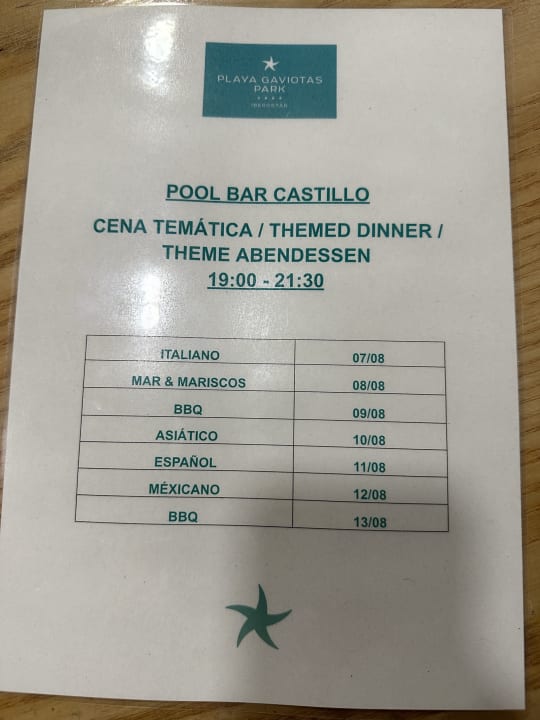 PLAYA GAVIOTAS
PARK
IBEROSTAR
POOL BAR CASTILLO
CENA TEMÁTICA / THEMED DINNER /
THEME ABENDESSEN
19:00 - 21:30
ITALIANO 07/08
MAR & MARISCOS 08/08
BBQ 09/08
ASIÁTICO 10/08
ESPAÑOL 11/08
MÉXICANO 12/08
BBQ 13/08